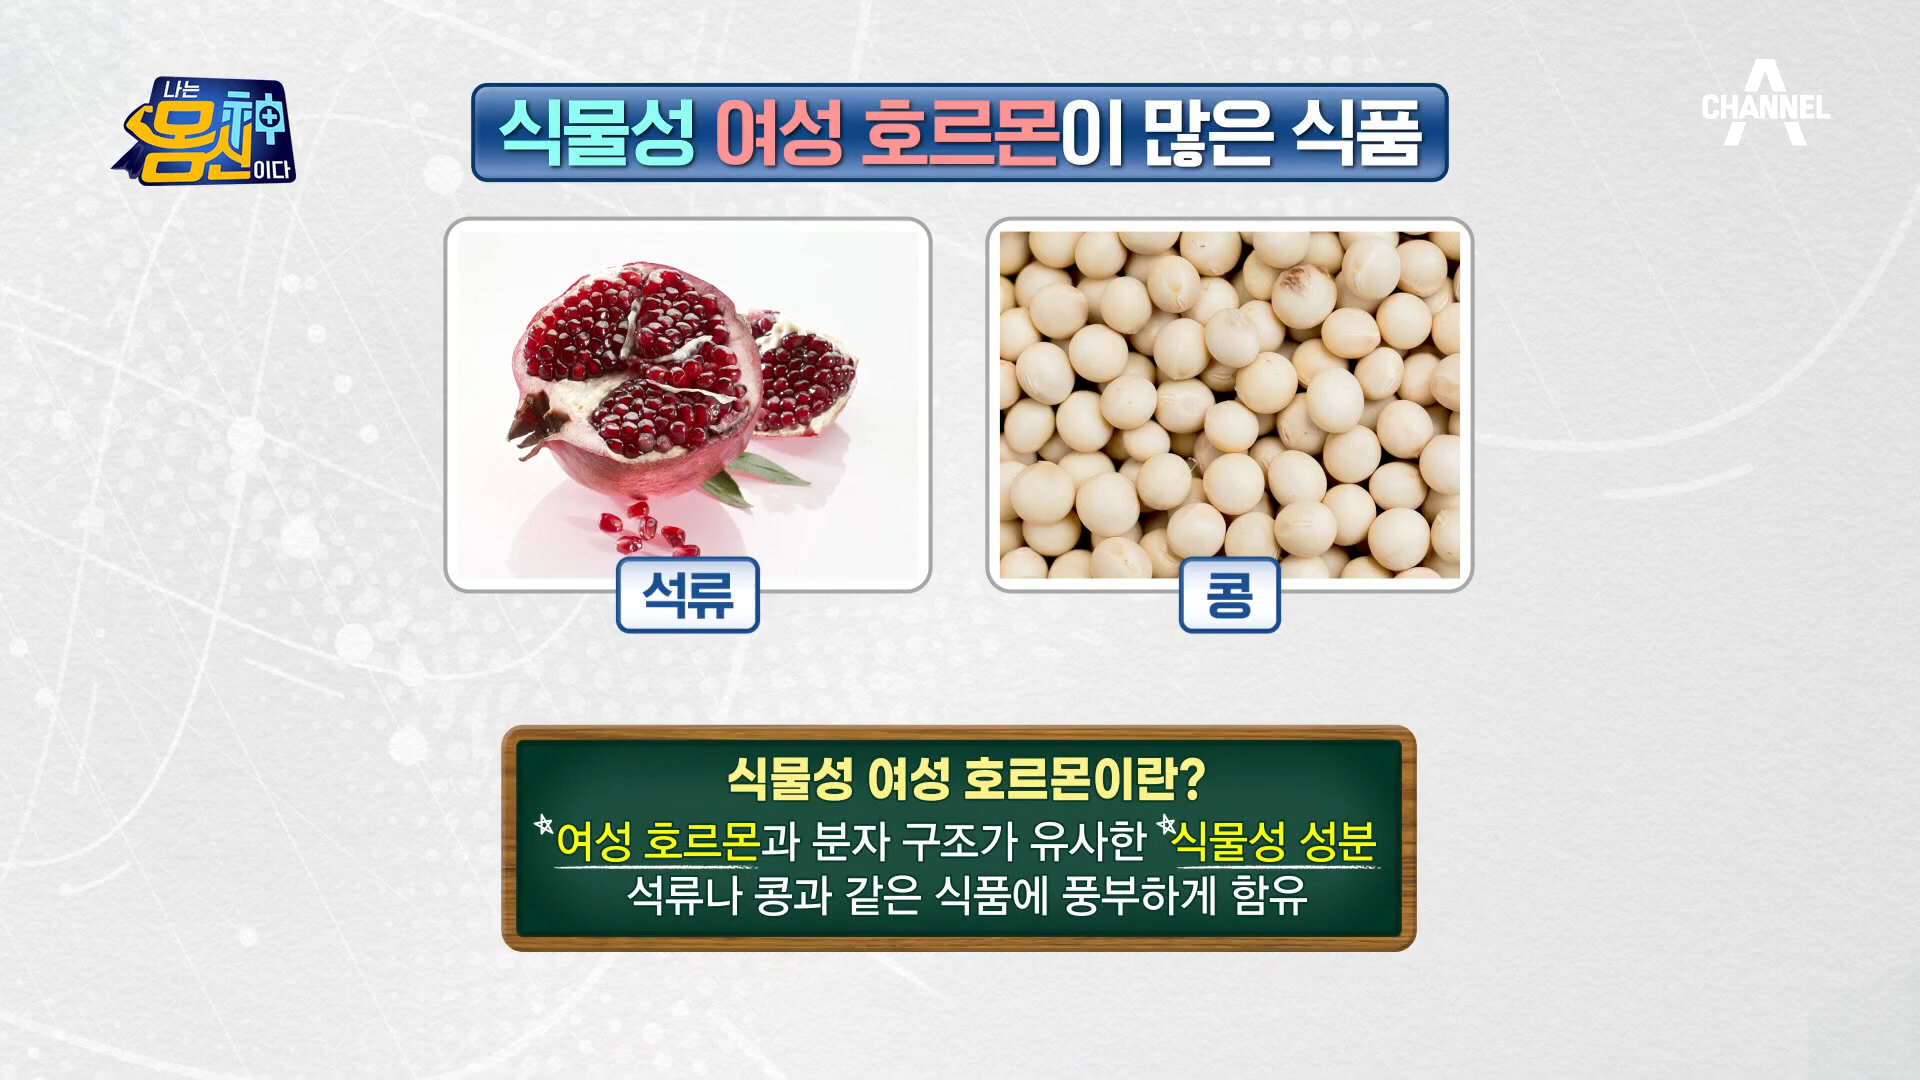 나는
몸신神
이다
식물성 여성 호르몬이 많은 식품
CHANNEL A
석류
콩
식물성 여성 호르몬이란?
*여성 호르몬과 분자 구조가 유사한 *식물성 성분
석류나 콩과 같은 식품에 풍부하게 함유